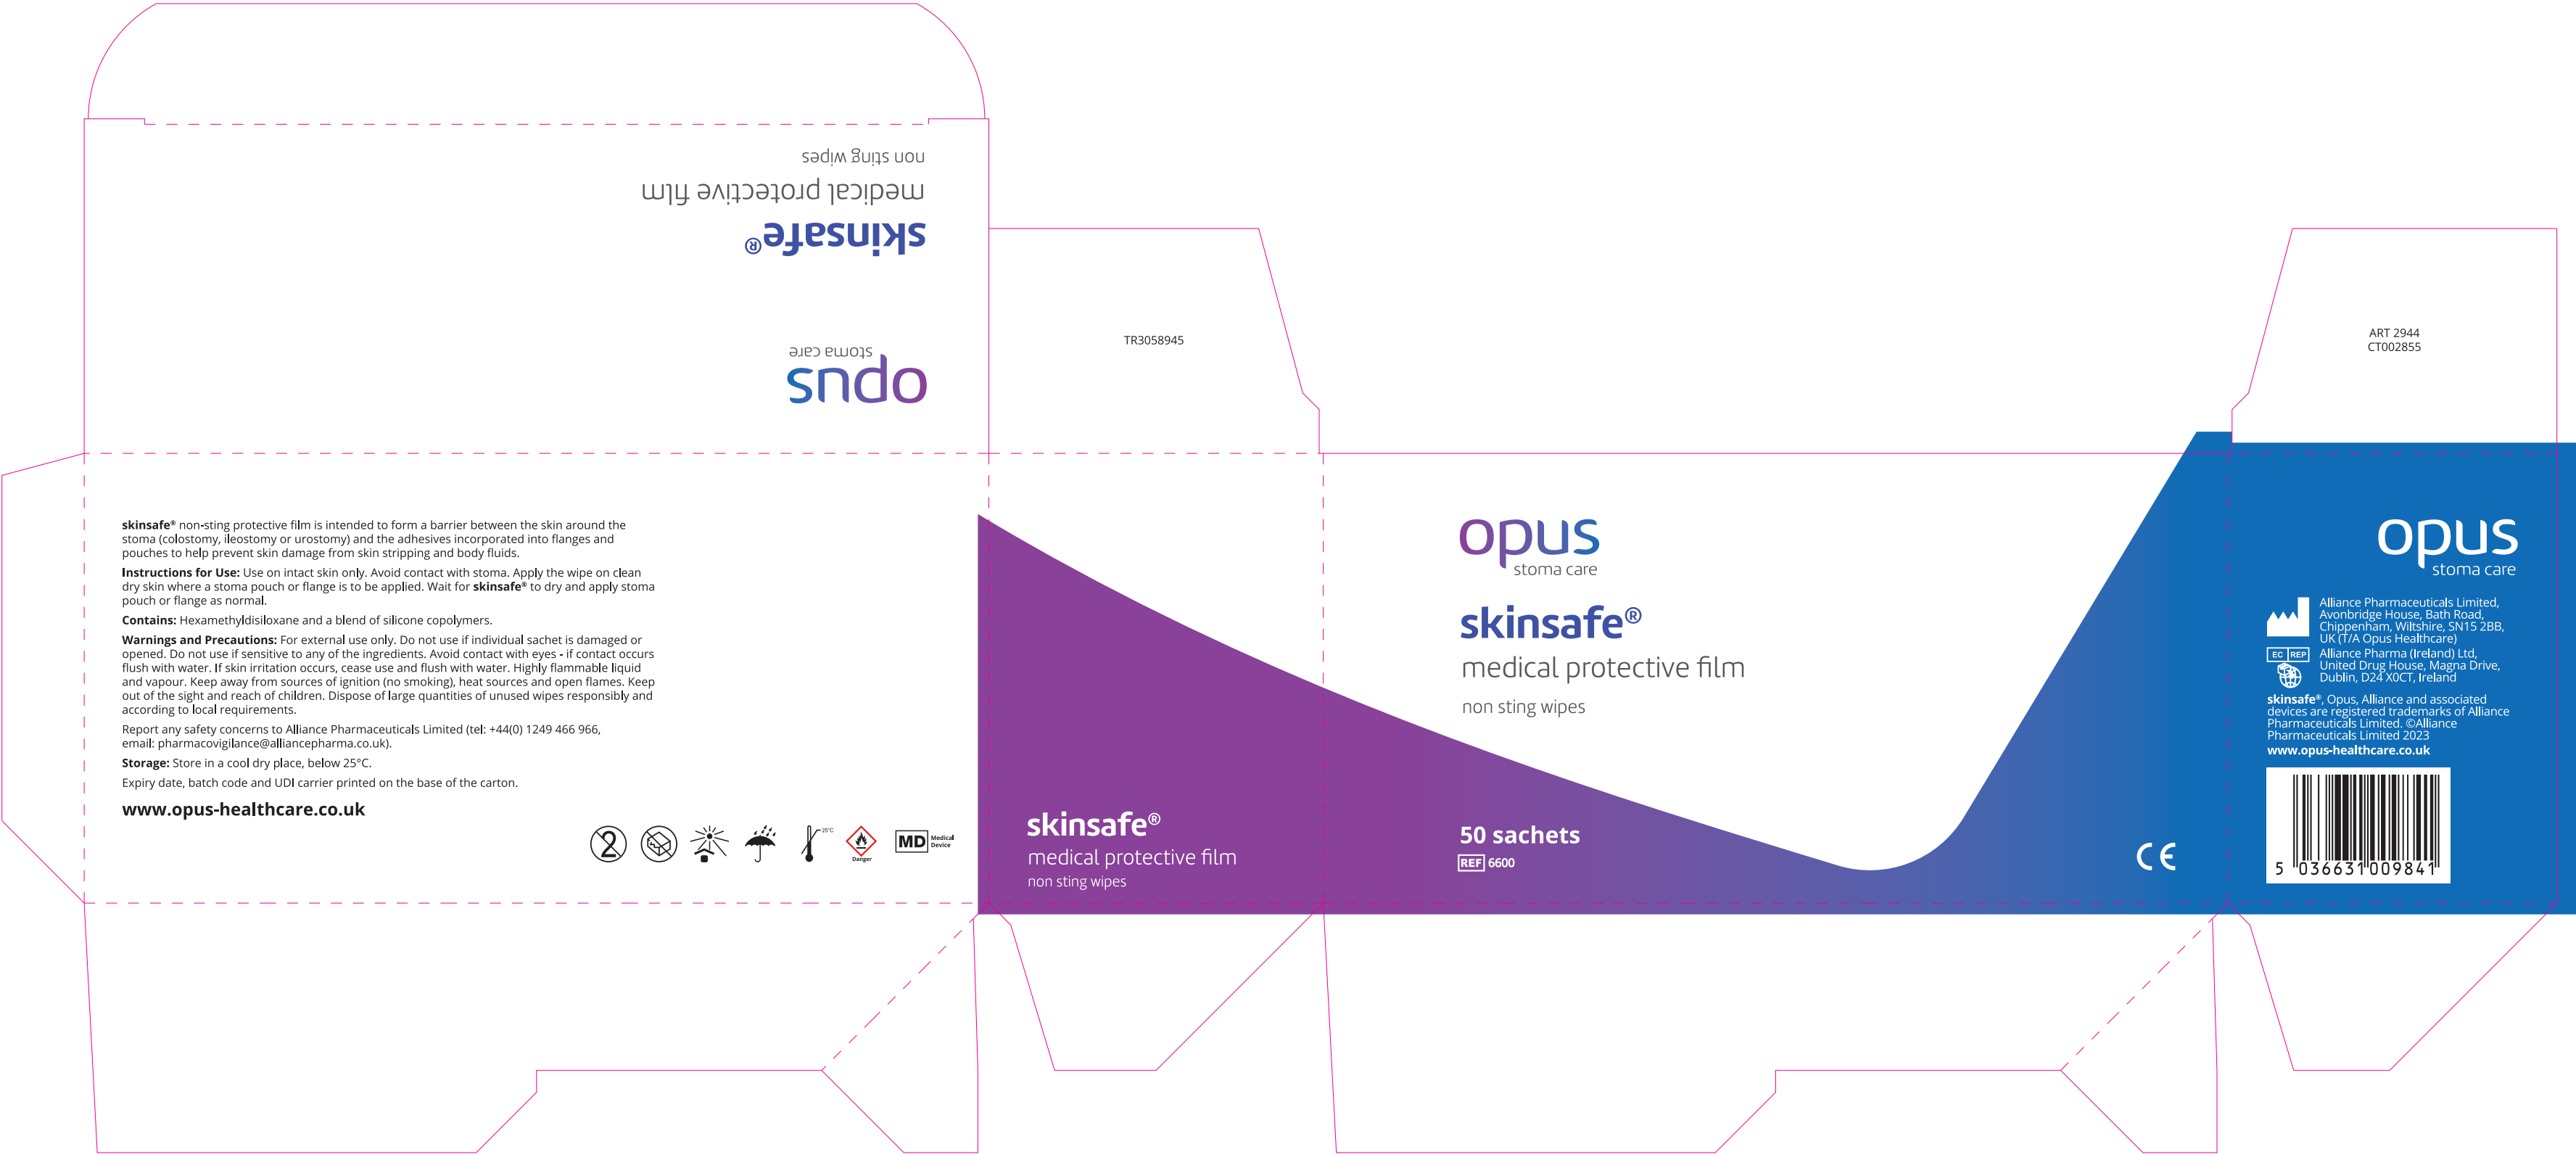 non sting wipes
medical protective film
skinsafe®
stoma care
opus
TR3058945
ART 2944
CT002855
skinsafe® non-sting protective film is intended to form a barrier between the skin around the
stoma (colostomy, ileostomy or urostomy) and the adhesives incorporated into flanges and
pouches to help prevent skin damage from skin stripping and body fluids.
Instructions for Use: Use on intact skin only. Avoid contact with stoma. Apply the wipe on clean
dry skin where a stoma pouch or flange is to be applied. Wait for skinsafe® to dry and apply stoma
pouch or flange as normal.
Contains: Hexamethyldisiloxane and a blend of silicone copolymers.
Warnings and Precautions: For external use only. Do not use if individual sachet is damaged or
opened. Do not use if sensitive to any of the ingredients. Avoid contact with eyes - if contact occurs
flush with water. If skin irritation occurs, cease use and flush with water. Highly flammable liquid
and vapour. Keep away from sources of ignition (no smoking), heat sources and open flames. Keep
out of the sight and reach of children. Dispose of large quantities of unused wipes responsibly and
according to local requirements.
Report any safety concerns to Alliance Pharmaceuticals Limited (tel: +44(0) 1249 466 966,
email: pharmacovigilance@alliancepharma.co.uk).
Storage: Store in a cool dry place, below 25°C.
Expiry date, batch code and UDI carrier printed on the base of the carton.
www.opus-healthcare.co.uk
2
25°C
Danger
MD Medical
Device
skinsafe®
medical protective film
non sting wipes
opus
stoma care
skinsafe®
medical protective film
non sting wipes
50 sachets
REF 6600
CE
opus
stoma care
Alliance Pharmaceuticals Limited,
Avonbridge House, Bath Road,
Chippenham, Wiltshire, SN15 2BB,
UK (T/A Opus Healthcare)
EC REP
Alliance Pharma (Ireland) Ltd,
United Drug House, Magna Drive,
Dublin, D24 X0CT, Ireland
skinsafe®, Opus, Alliance and associated
devices are registered trademarks of Alliance
Pharmaceuticals Limited. ©Alliance
Pharmaceuticals Limited 2023
www.opus-healthcare.co.uk
5 036631 009841